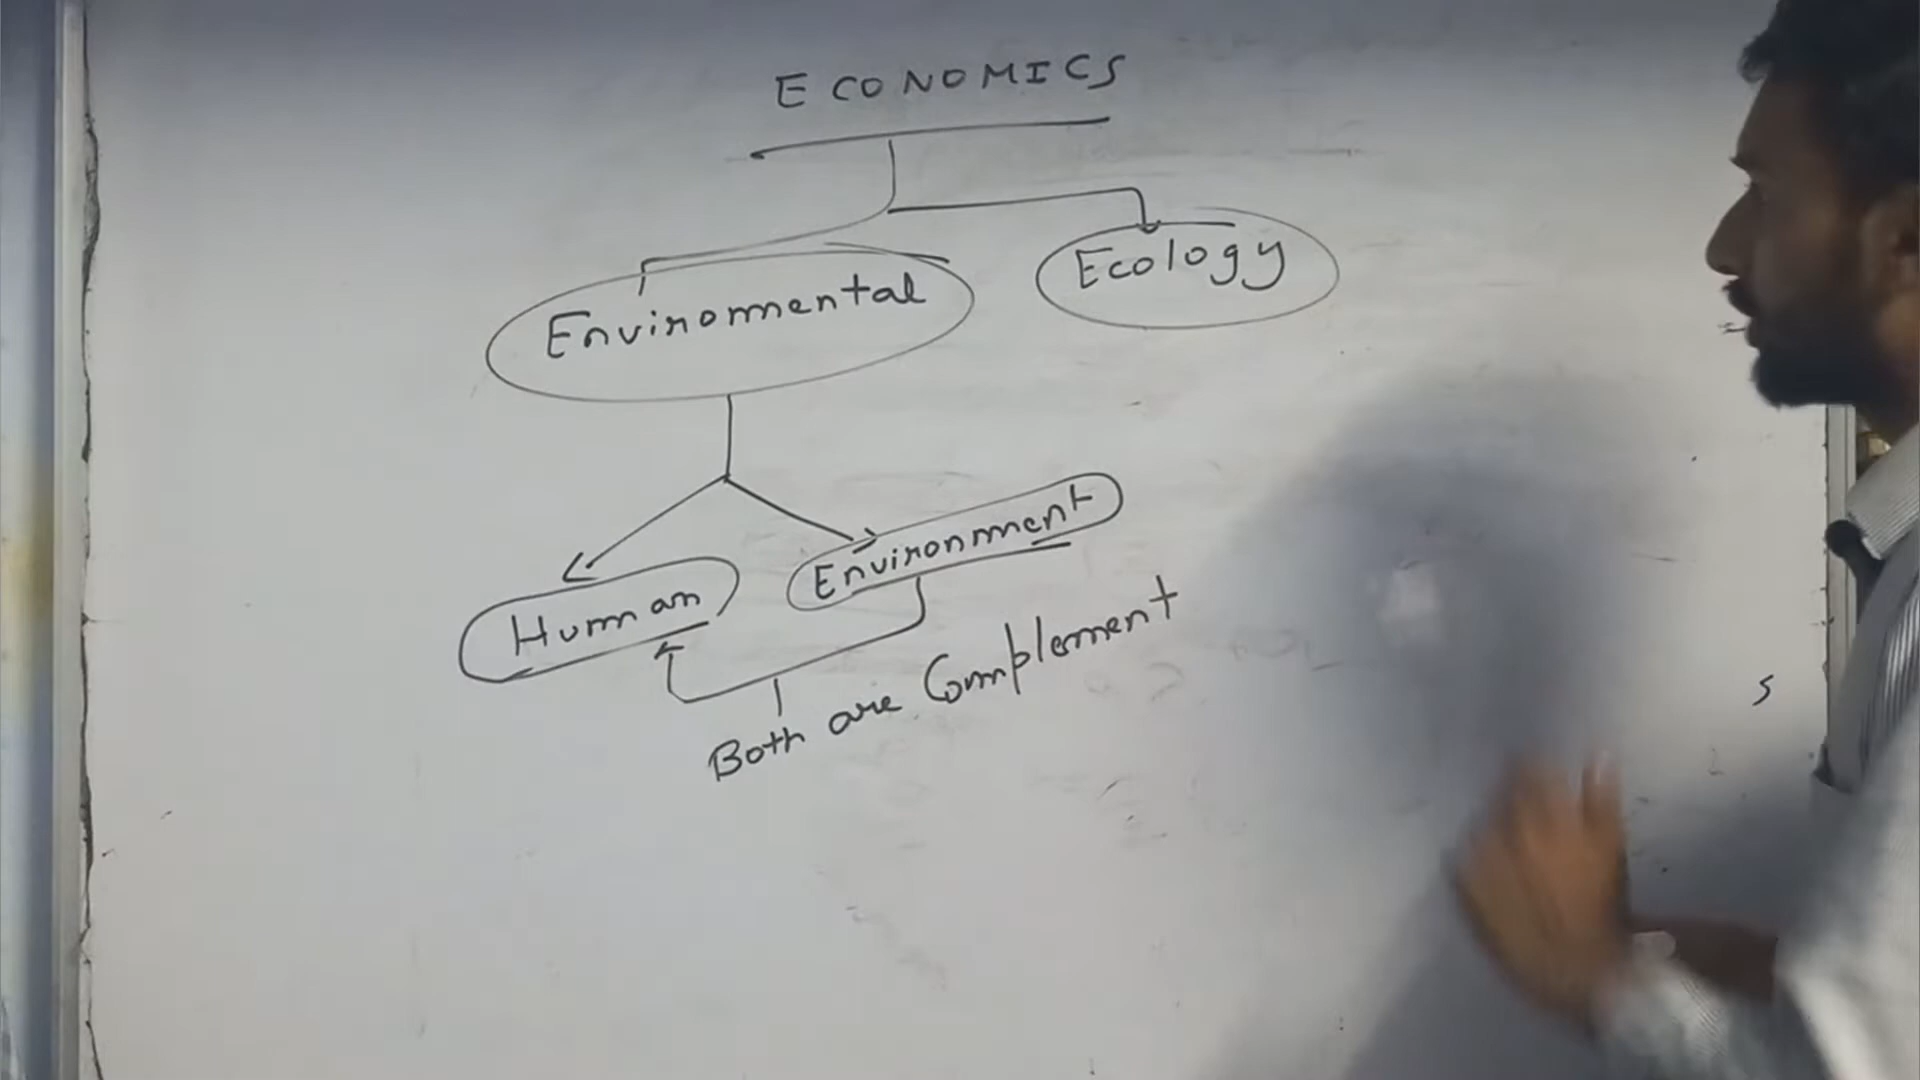 ECONOMICS
Environmental
Ecology
Human
Environment
Both are Complement
s